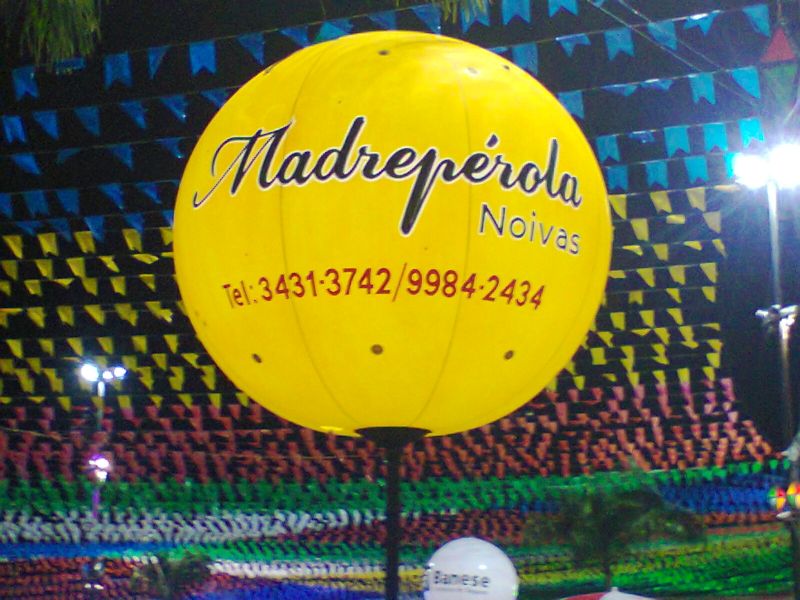 Madrepérola
Noivas
Tel: 3431-3742/9984-2434
Banese